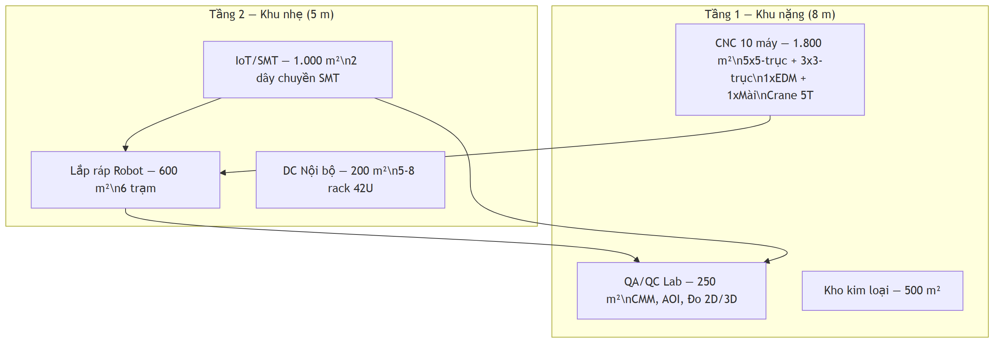 Tầng 2 – Khu nhẹ (5 m)
IoT/SMT – 1.000 m²\n2
dây chuyền SMT
Lắp ráp Robot – 600
m²\n6 trạm
DC Nội bộ – 200 m²\n5-8
rack 42U
Tầng 1 – Khu nặng (8 m)
CNC 10 máy – 1.800
m²\n5x5-trục + 3x3-
trục\n1xEDM +
1xMài\nCrane 5T
QA/QC Lab – 250
m²\nCMM, AOI, Đo 2D/3D
Kho kim loại – 500 m²